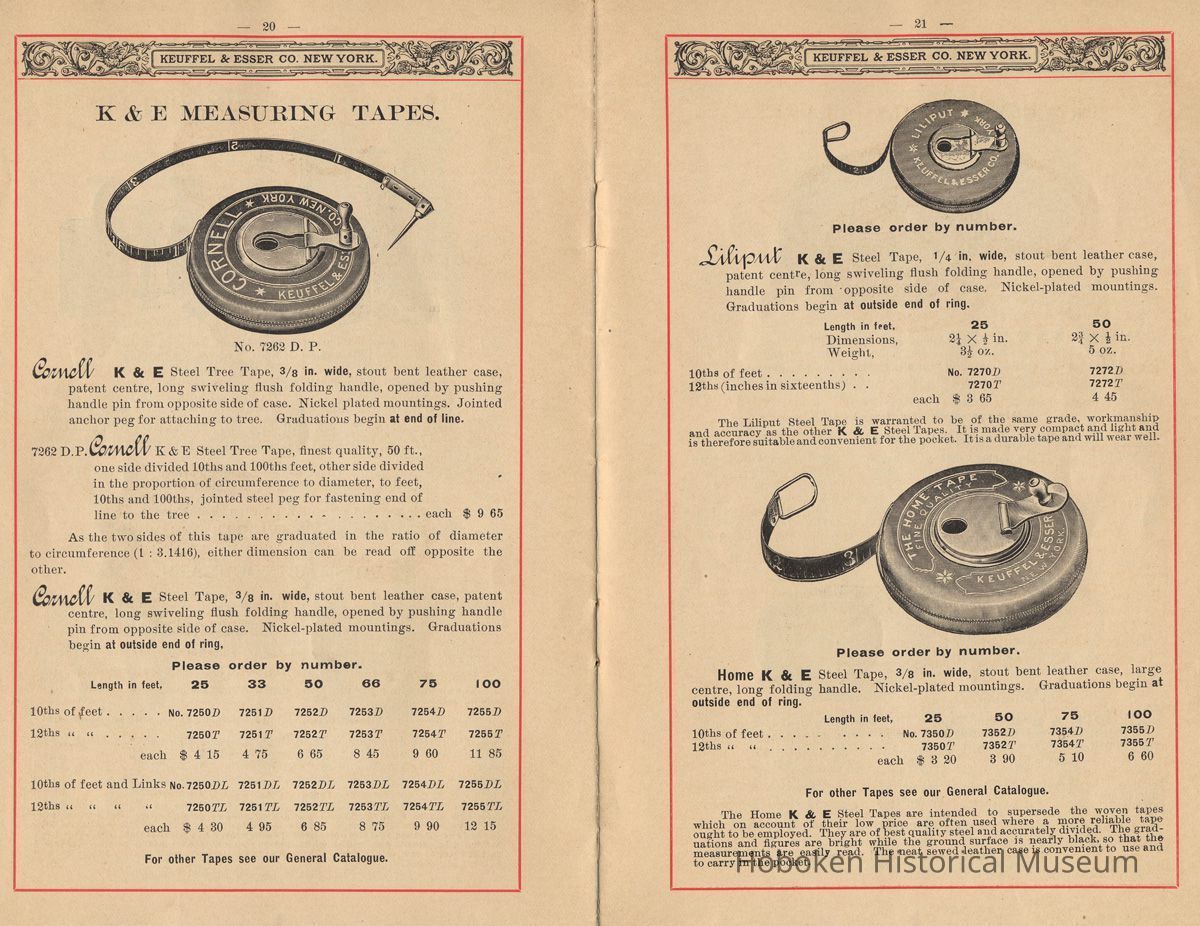 — 20 —
KEUFFEL & ESSER CO. NEW YORK.
K & E MEASURING TAPES.
CORNELL ★ KEUFFEL & ESS CO. NEW YORK ★
No. 7262 D. P.
Cornell K & E Steel Tree Tape, 3/8 in. wide, stout bent leather case,
patent centre, long swiveling flush folding handle, opened by pushing
handle pin from opposite side of case. Nickel plated mountings. Jointed
anchor peg for attaching to tree. Graduations begin at end of line.
7262 D.P. Cornell K & E Steel Tree Tape, finest quality, 50 ft.,
one side divided 10ths and 100ths feet, other side divided
in the proportion of circumference to diameter, to feet,
10ths and 100ths, jointed steel peg for fastening end of
line to the tree . . . . . . . . . . . . . . . . . . . each $ 9 65
As the two sides of this tape are graduated in the ratio of diameter
to circumference (1 : 3.1416), either dimension can be read off opposite the
other.
Cornell K & E Steel Tape, 3/8 in. wide, stout bent leather case, patent
centre, long swiveling flush folding handle, opened by pushing handle
pin from opposite side of case. Nickel-plated mountings. Graduations
begin at outside end of ring.
Please order by number.
Length in feet, 25 33 50 66 75 100
10ths of feet . . . . . No. 7250D 7251D 7252D 7253D 7254D 7255D
12ths “ “ . . . . . 7250T 7251T 7252T 7253T 7254T 7255T
each $ 4 15 4 75 6 65 8 45 9 60 11 85
10ths of feet and Links No. 7250DL 7251DL 7252DL 7253DL 7254DL 7255DL
12ths “ “ “ “ 7250TL 7251TL 7252TL 7253TL 7254TL 7255TL
each $ 4 30 4 95 6 85 8 75 9 90 12 15
For other Tapes see our General Catalogue.
— 21 —
KEUFFEL & ESSER CO. NEW YORK.
★ LILIPUT ★ KEUFFEL & ESSER CO. YORK
Please order by number.
Liliput K & E Steel Tape, 1/4 in. wide, stout bent leather case,
patent centre, long swiveling flush folding handle, opened by pushing
handle pin from opposite side of case. Nickel-plated mountings.
Graduations begin at outside end of ring.
Length in feet, 25 50
Dimensions, 2¼ × ½ in. 2¾ × ½ in.
Weight, 3½ oz. 5 oz.
10ths of feet . . . . . . . . . No. 7270D 7272D
12ths (inches in sixteenths) . . 7270T 7272T
each $ 3 65 4 45
The Liliput Steel Tape is warranted to be of the same grade, workmanship
and accuracy as the other K & E Steel Tapes. It is made very compact and light and
is therefore suitable and convenient for the pocket. It is a durable tape and will wear well.
THE HOME TAPE
FINE QUALITY
KEUFFEL & ESSER
NEW YORK.
Please order by number.
Home K & E Steel Tape, 3/8 in. wide, stout bent leather case, large
centre, long folding handle. Nickel-plated mountings. Graduations begin at
outside end of ring.
Length in feet, 25 50 75 100
10ths of feet . . . . . . . . . No. 7350D 7352D 7354D 7355D
12ths “ “ . . . . . . . . . . 7350T 7352T 7354T 7355T
each $ 3 20 3 90 5 10 6 60
For other Tapes see our General Catalogue.
The Home K & E Steel Tapes are intended to supersede the woven tapes
which on account of their low price are often used where a more reliable tape
ought to be employed. They are of best quality steel and accurately divided. The grad-
uations and figures are bright while the ground surface is nearly black, so that the
measurements are easily read. The neat sewed leather case is convenient to use and
to carry in the pocket.
Hoboken Historical Museum